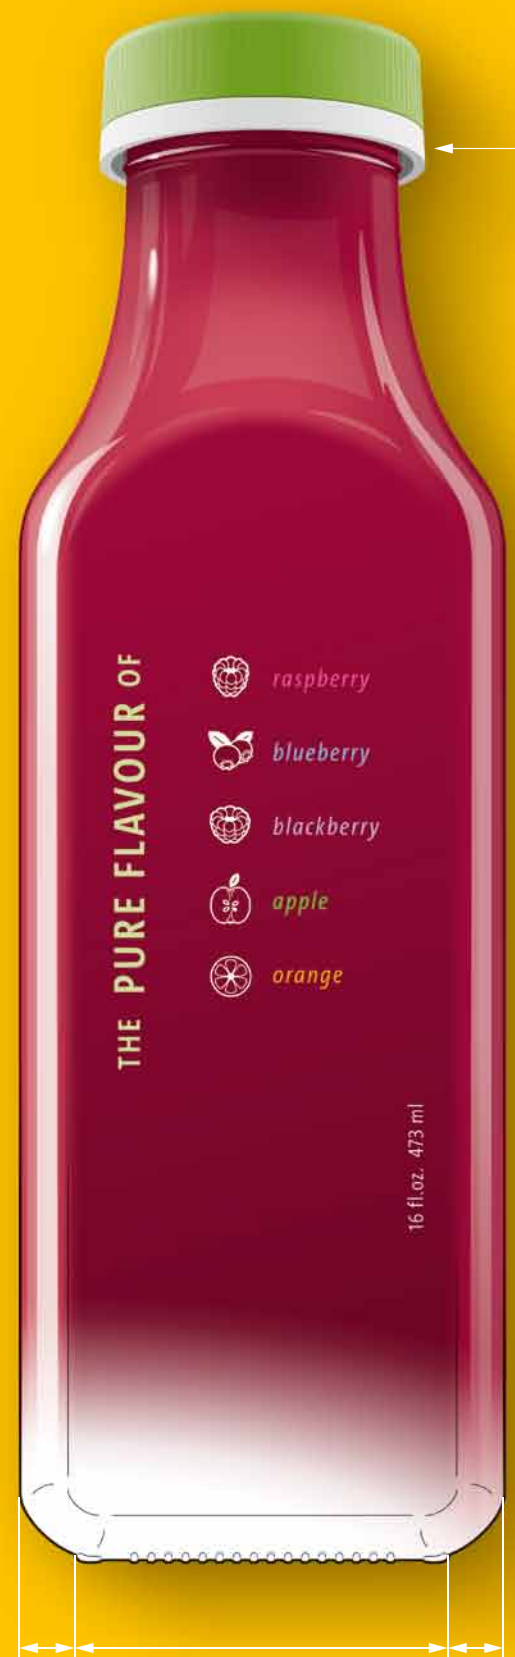 THE PURE FLAVOUR OF
raspberry
blueberry
blackberry
apple
orange
16 fl.oz. 473 ml